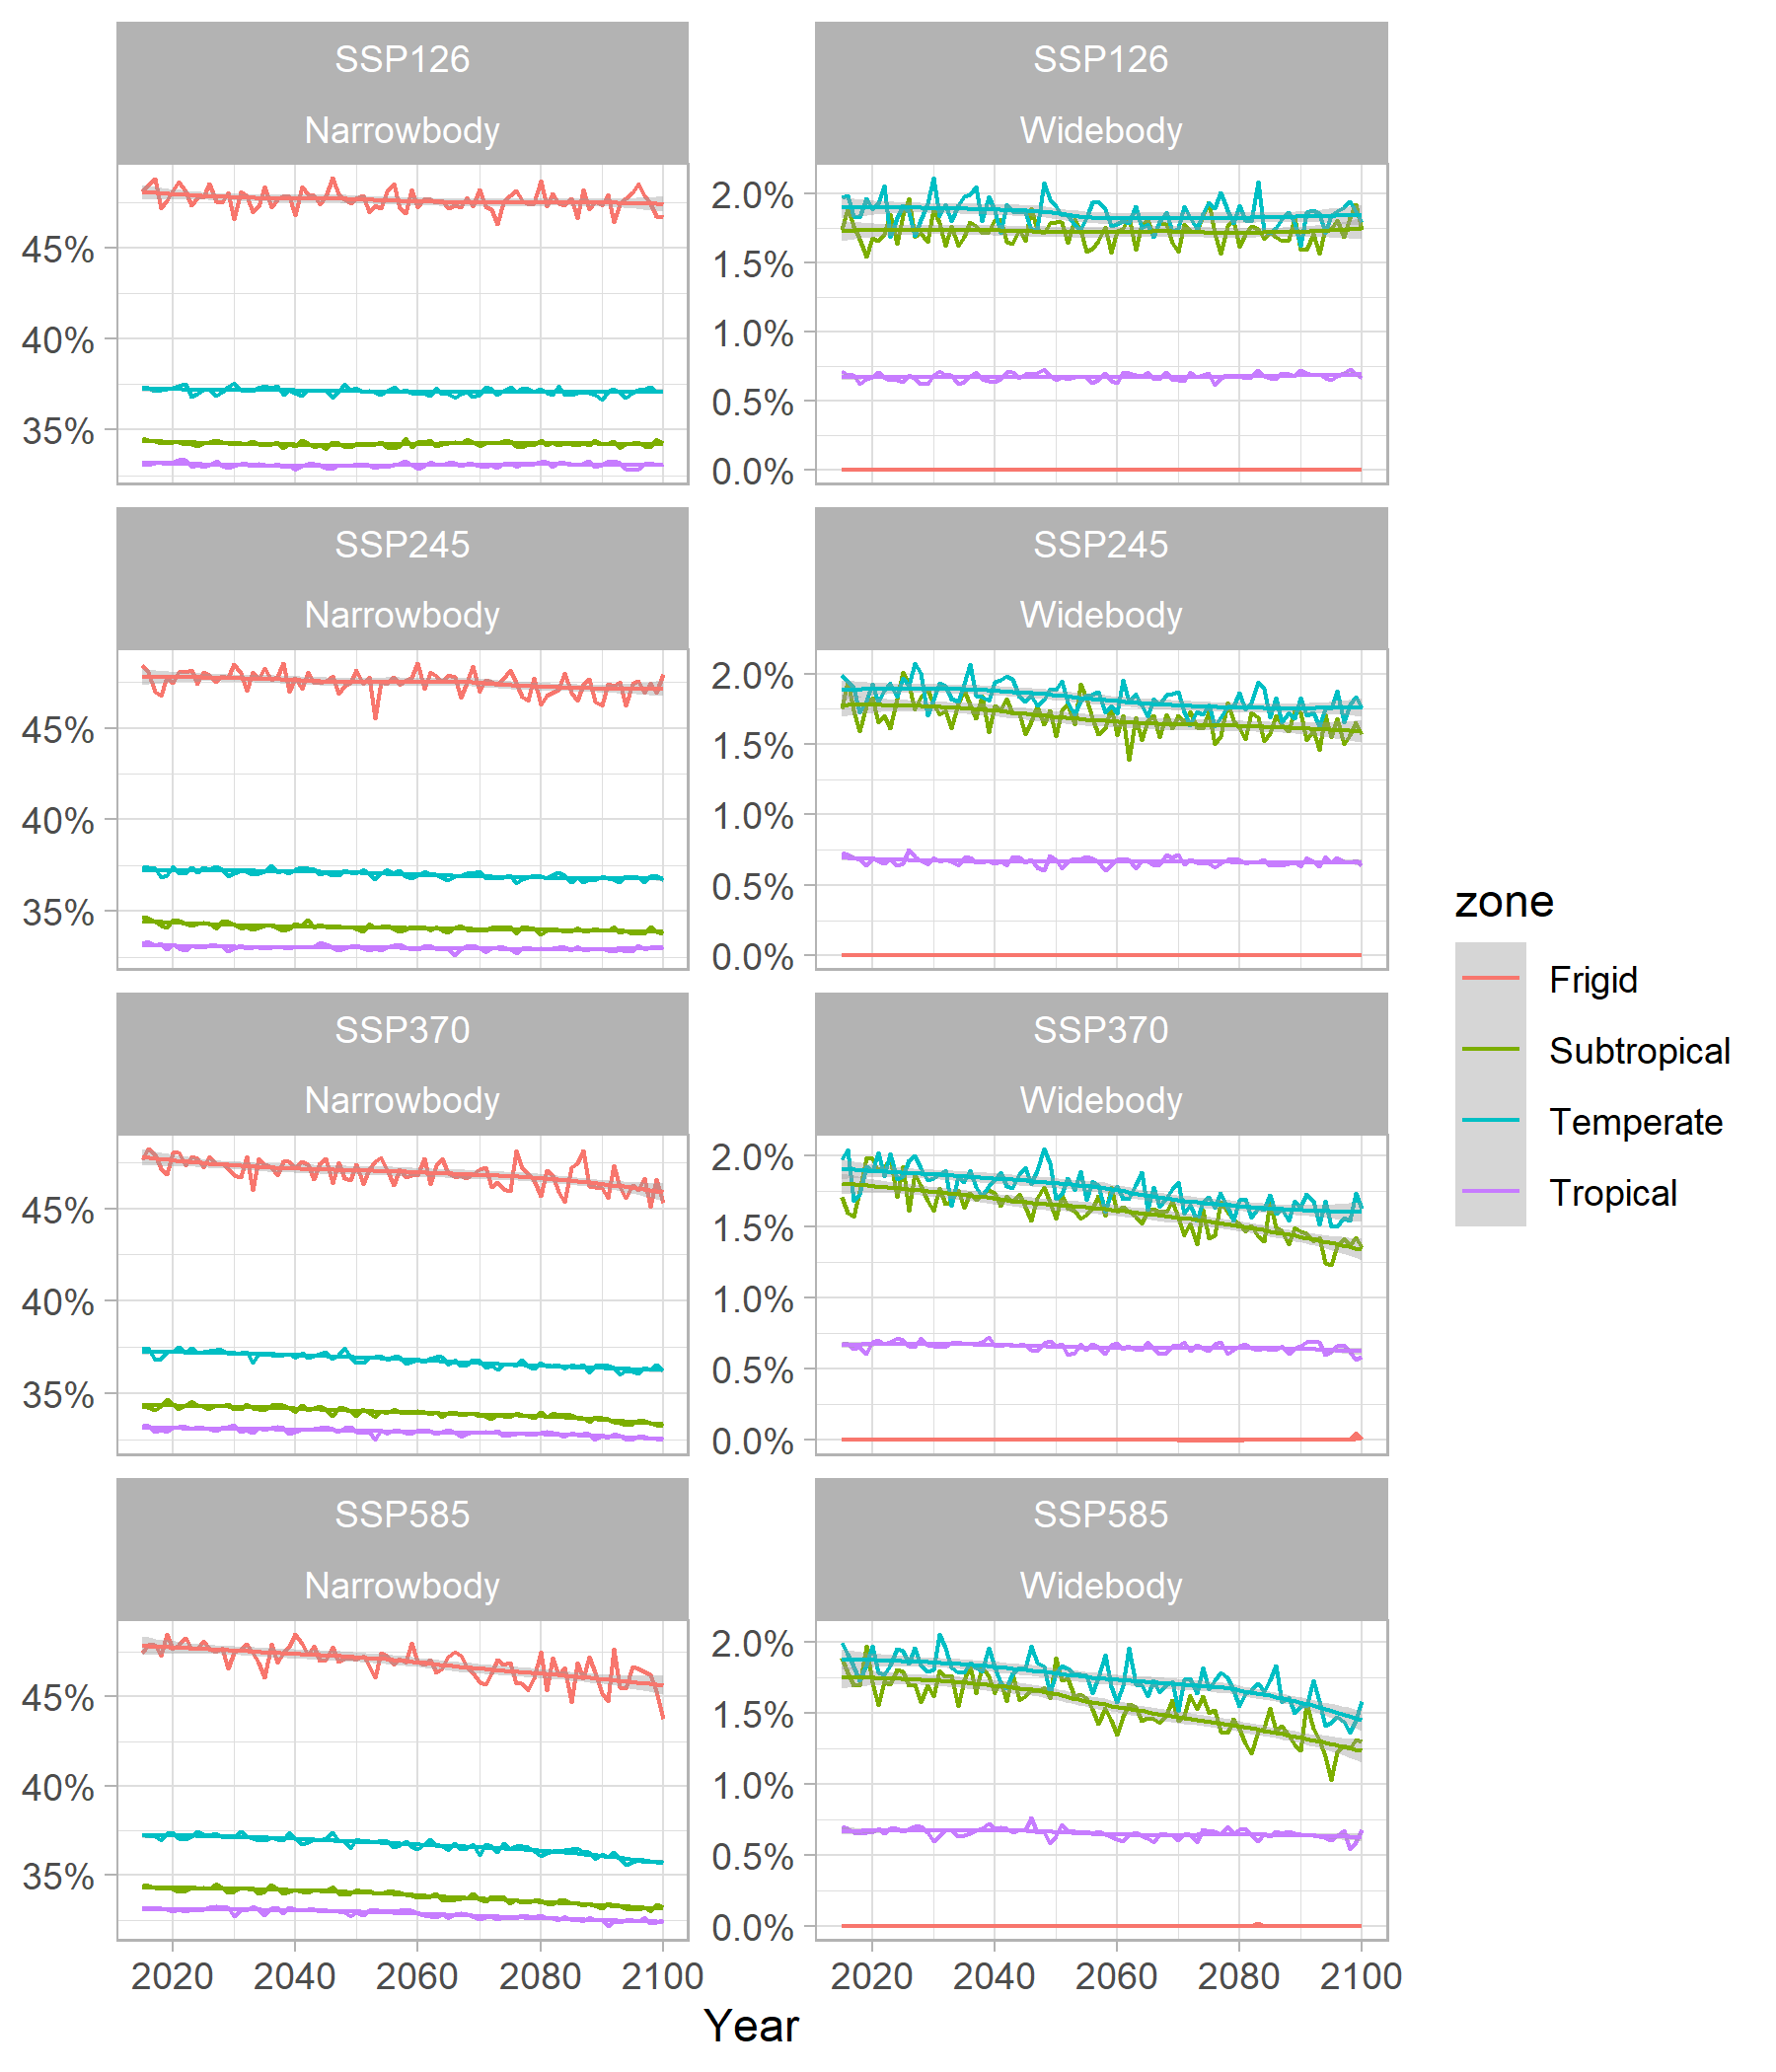 SSP126
Narrowbody
45%
40%
35%
SSP126
Widebody
2.0%
1.5%
1.0%
0.5%
0.0%
SSP245
Narrowbody
45%
40%
35%
SSP245
Widebody
2.0%
1.5%
1.0%
0.5%
0.0%
SSP370
Narrowbody
45%
40%
35%
SSP370
Widebody
2.0%
1.5%
1.0%
0.5%
0.0%
SSP585
Narrowbody
45%
40%
35%
2020 2040 2060 2080 2100
SSP585
Widebody
2.0%
1.5%
1.0%
0.5%
0.0%
2020 2040 2060 2080 2100
Year
zone
Frigid
Subtropical
Temperate
Tropical